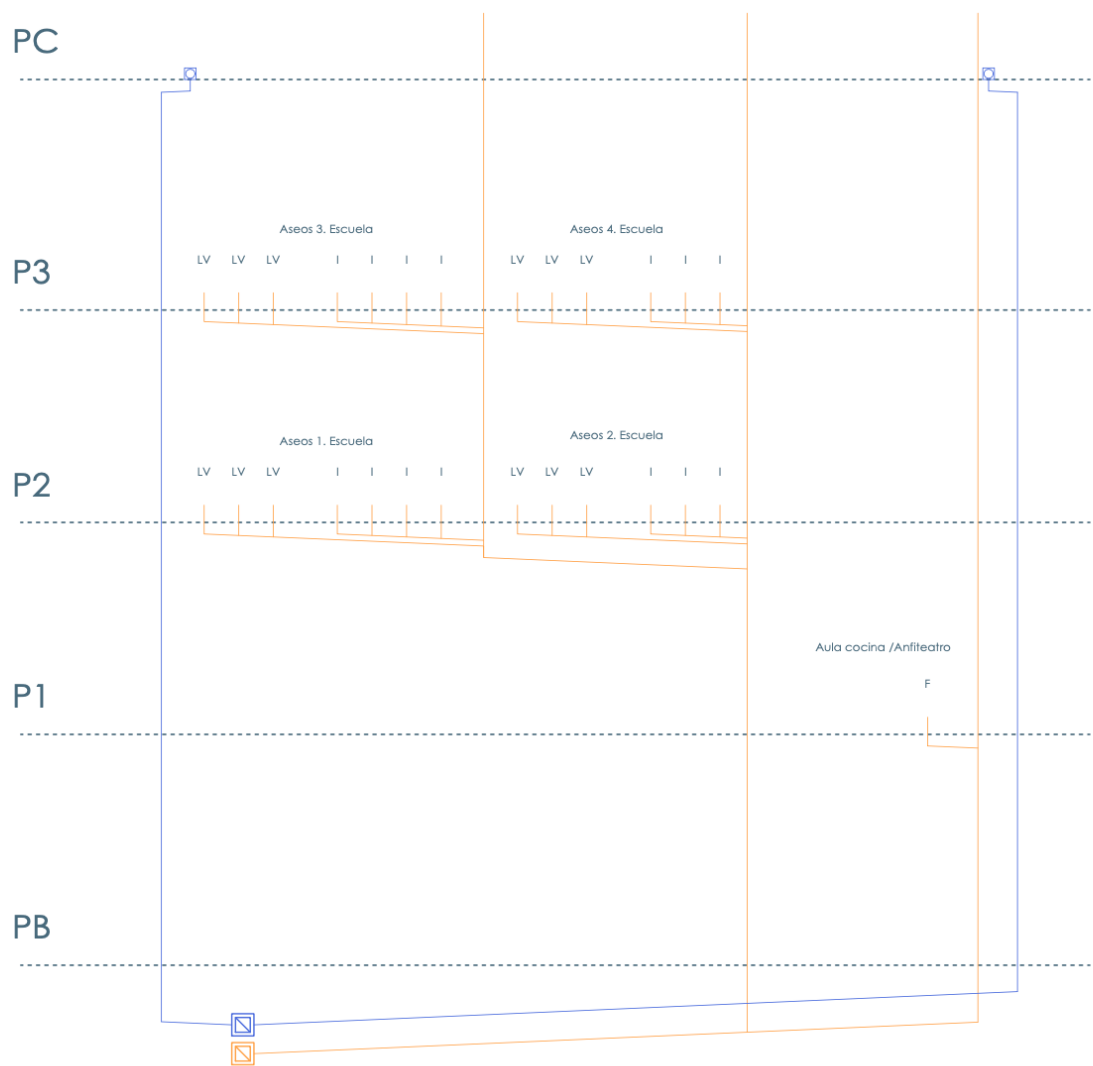 PC
Aseos 3. Escuela
Aseos 4. Escuela
LV LV LV I I I I LV LV LV I I I
P3
Aseos 1. Escuela
Aseos 2. Escuela
LV LV LV I I I I LV LV LV I I I
P2
Aula cocina /Anfiteatro
F
P1
PB